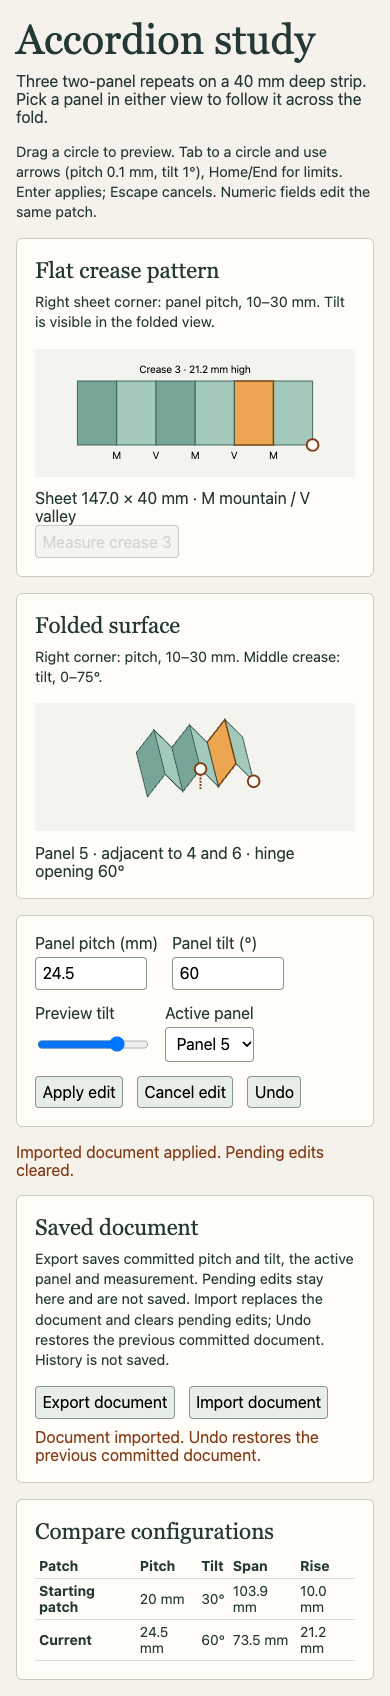 Accordion study
Three two-panel repeats on a 40 mm deep strip.
Pick a panel in either view to follow it across the
fold.
Drag a circle to preview. Tab to a circle and use
arrows (pitch 0.1 mm, tilt 1°), Home/End for limits.
Enter applies; Escape cancels. Numeric fields edit the
same patch.
Flat crease pattern
Right sheet corner: panel pitch, 10–30 mm. Tilt
is visible in the folded view.
Crease 3 · 21.2 mm high
M V M V M
Sheet 147.0 × 40 mm · M mountain / V
valley
Measure crease 3
Folded surface
Right corner: pitch, 10–30 mm. Middle crease:
tilt, 0–75°.
Panel 5 · adjacent to 4 and 6 · hinge
opening 60°
Panel pitch (mm) Panel tilt (°)
24.5 60
Preview tilt Active panel
Panel 5
Apply edit Cancel edit Undo
Imported document applied. Pending edits
cleared.
Saved document
Export saves committed pitch and tilt, the active
panel and measurement. Pending edits stay
here and are not saved. Import replaces the
document and clears pending edits; Undo
restores the previous committed document.
History is not saved.
Export document Import document
Document imported. Undo restores the
previous committed document.
Compare configurations
Patch Pitch Tilt Span Rise
Starting patch 20 mm 30° 103.9 mm 10.0 mm
Current 24.5 mm 60° 73.5 mm 21.2 mm